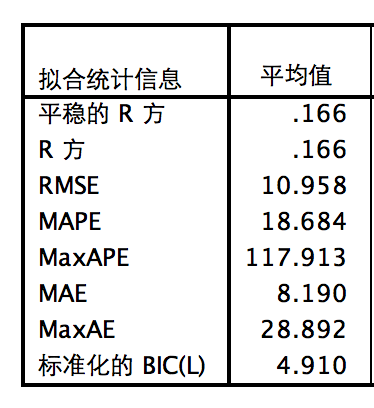 拟合统计信息 平均值
平稳的 R 方 .166
R 方 .166
RMSE 10.958
MAPE 18.684
MaxAPE 117.913
MAE 8.190
MaxAE 28.892
标准化的 BIC(L) 4.910